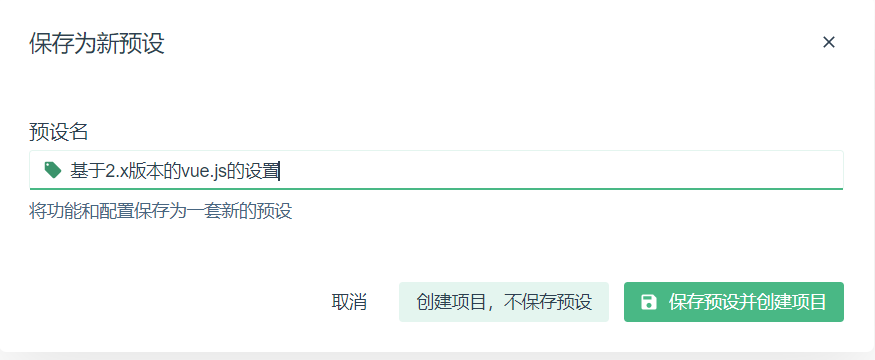 保存为新预设
预设名
基于2.x版本的vue.js的设置
将功能和配置保存为一套新的预设
取消 创建项目，不保存预设 保存预设并创建项目